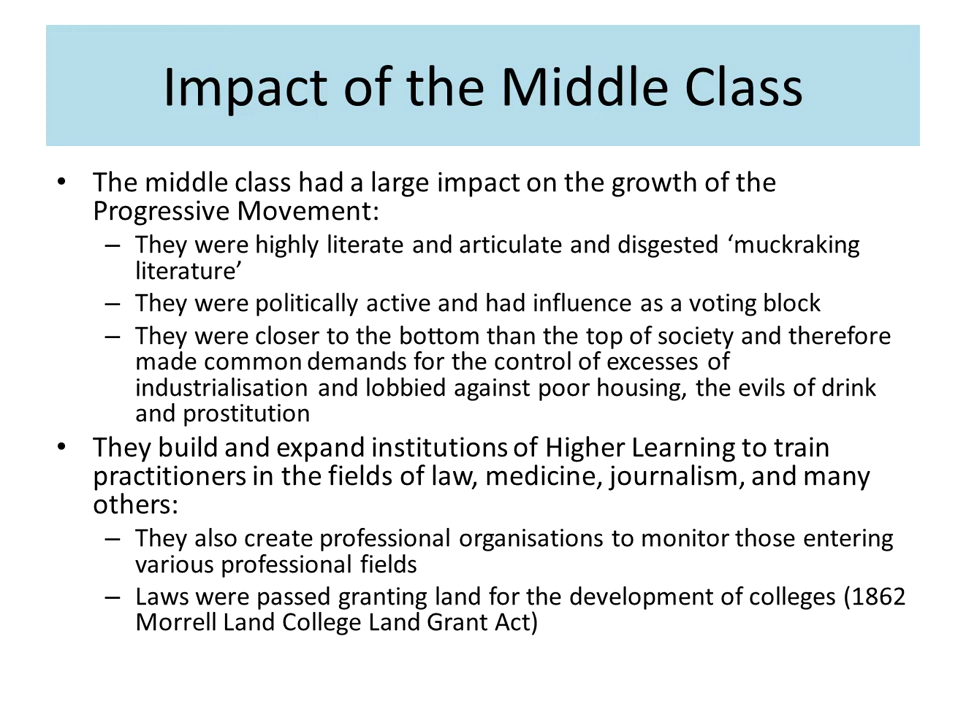 Impact of the Middle Class
• The middle class had a large impact on the growth of the
Progressive Movement:
– They were highly literate and articulate and disgested ‘muckraking
literature’
– They were politically active and had influence as a voting block
– They were closer to the bottom than the top of society and therefore
made common demands for the control of excesses of
industrialisation and lobbied against poor housing, the evils of drink
and prostitution
• They build and expand institutions of Higher Learning to train
practitioners in the fields of law, medicine, journalism, and many
others:
– They also create professional organisations to monitor those entering
various professional fields
– Laws were passed granting land for the development of colleges (1862
Morrell Land College Land Grant Act)